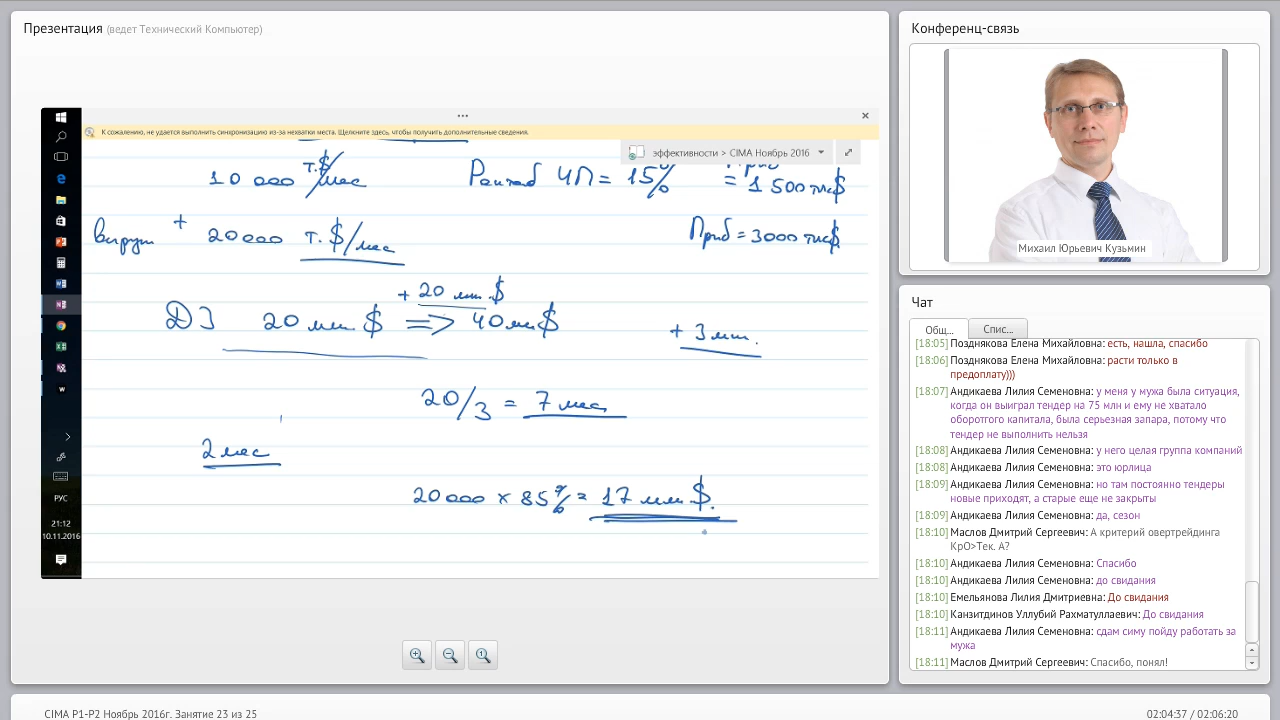 Презентация (ведет Технический Компьютер)
К сожалению, не удается выполнить синхронизацию из-за нехватки места. Щелкните здесь, чтобы получить дополнительные сведения.
эффективности > CIMA Ноябрь 2016
10 000 т.$/мес
Рентаб ЧП = 15%
= 1 500 тыс $
+ 20000 т.$/мес
Приб = 3000 тыс $
ДЗ 20 млн $ => 40 млн $
+ 20 млн $
+ 3 млн.
20/3 = 7 мес
2 мес
20 000 x 85% = 17 млн $.
РУС
21:12
10.11.2016
Конференц-связь
Михаил Юрьевич Кузьмин
Чат
Общ...
Спис...
[18:05] Позднякова Елена Михайловна: есть, нашла, спасибо
[18:06] Позднякова Елена Михайловна: расти только в
предоплату)))
[18:07] Андикаева Лилия Семеновна: у меня у мужа была ситуация,
когда он выиграл тендер на 75 млн и ему не хватало
оборотгого капитала, была серьезная запара, потому что
тендер не выполнить нельзя
[18:08] Андикаева Лилия Семеновна: у него целая группа компаний
[18:08] Андикаева Лилия Семеновна: это юрлица
[18:09] Андикаева Лилия Семеновна: но там постоянно тендеры
новые приходят, а старые еще не закрыты
[18:09] Андикаева Лилия Семеновна: да, сезон
[18:10] Маслов Дмитрий Сергеевич: А критерий овертрейдинга
КрО>Тек. А?
[18:10] Андикаева Лилия Семеновна: Спасибо
[18:10] Андикаева Лилия Семеновна: до свидания
[18:10] Емельянова Лилия Дмитриевна: До свидания
[18:10] Канзитдинов Уллубий Рахматуллаевич: До свидания
[18:11] Андикаева Лилия Семеновна: сдам симу пойду работать за
мужа
[18:11] Маслов Дмитрий Сергеевич: Спасибо, понял!
CIMA P1-P2 Ноябрь 2016г. Занятие 23 из 25
02:04:37 / 02:06:20